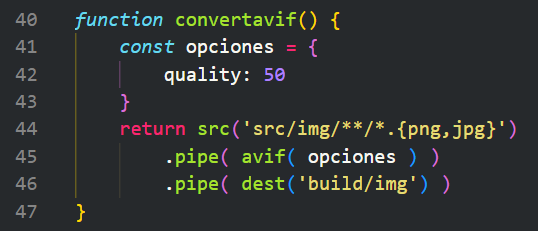 40 function convertavif() {
41     const opciones = {
42         quality: 50
43     }
44     return src('src/img/**/*.{png,jpg}')
45         .pipe( avif( opciones ) )
46         .pipe( dest('build/img') )
47 }